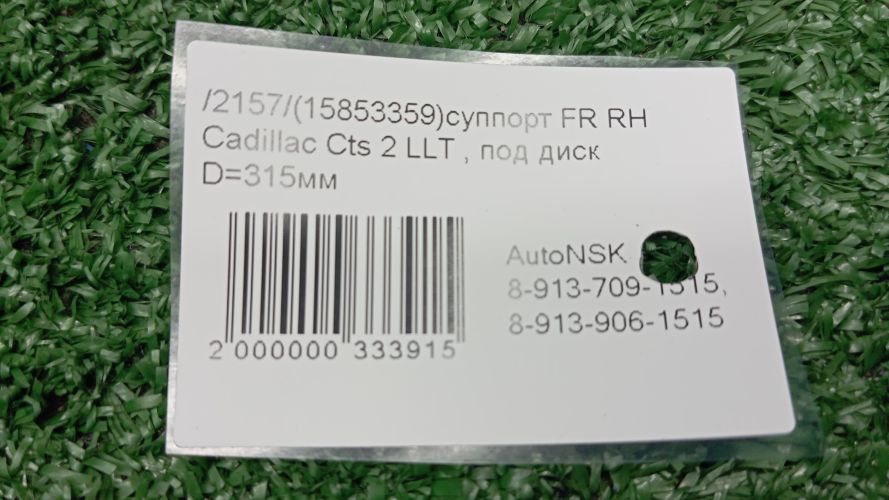 /2157/(15853359)суппорт FR RH
Cadillac Cts 2 LLT , под диск
D=315мм
AutoNSK
8-913-709-1515,
8-913-906-1515
2 000000 333915